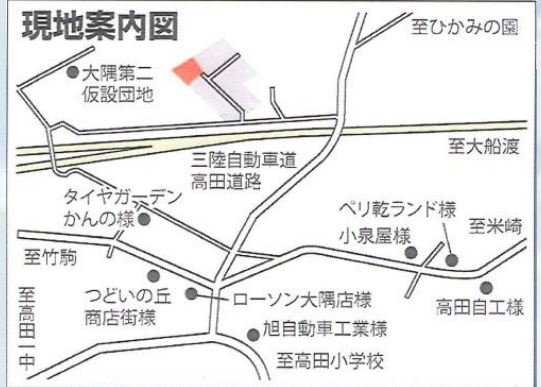 現地案内図
至ひかみの園
大隅第二
仮設団地
至大船渡
三陸自動車道
高田道路
タイヤガーデン
かんの様
ペリ乾ランド様
小泉屋様
至米崎
至竹駒
つどいの丘
商店街様
ローソン大隅店様
高田自工様
至高田一中
旭自動車工業様
至高田小学校